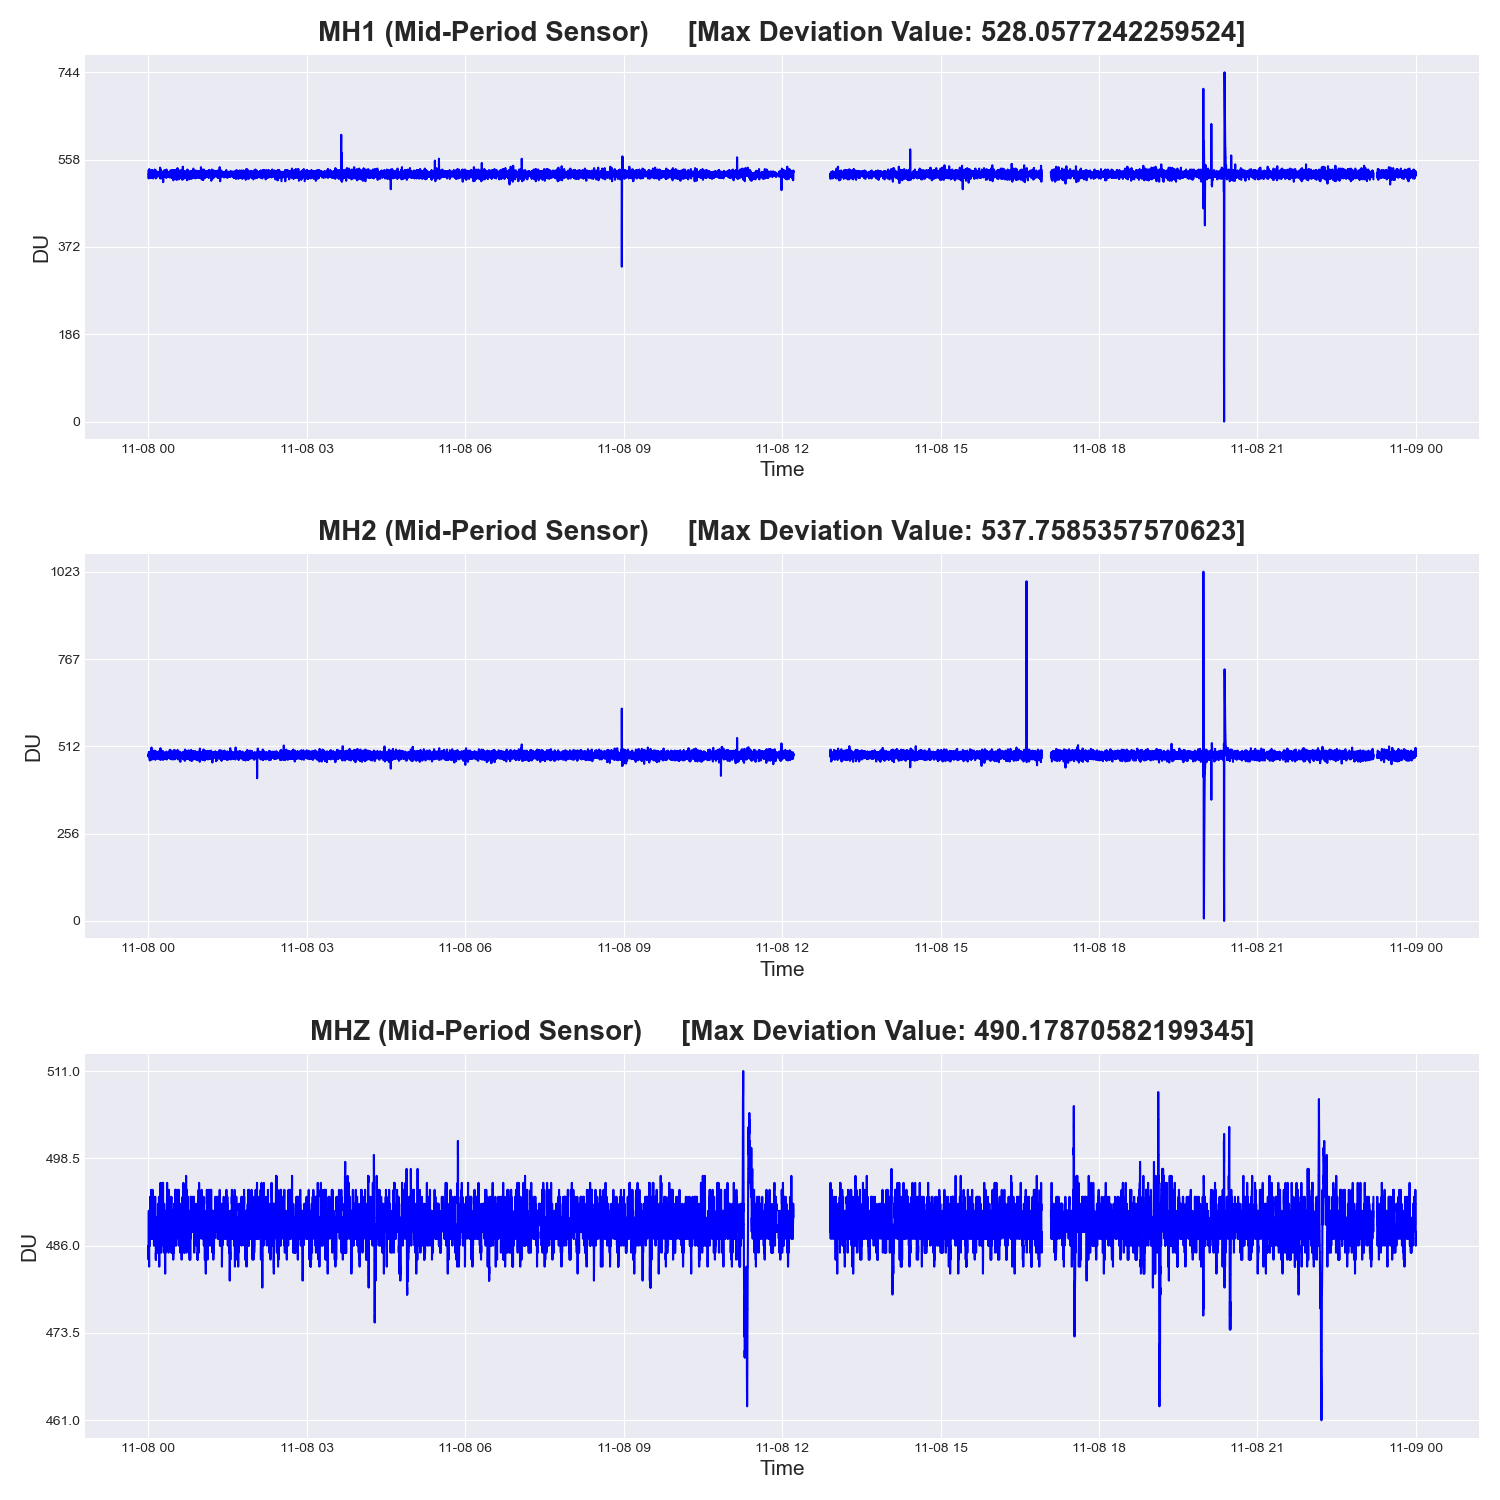 MH1 (Mid-Period Sensor) [Max Deviation Value: 528.0577242259524]
744
558
372
186
0
DU
11-08 00 11-08 03 11-08 06 11-08 09 11-08 12 11-08 15 11-08 18 11-08 21 11-09 00
Time
MH2 (Mid-Period Sensor) [Max Deviation Value: 537.7585357570623]
1023
767
512
256
0
DU
11-08 00 11-08 03 11-08 06 11-08 09 11-08 12 11-08 15 11-08 18 11-08 21 11-09 00
Time
MHZ (Mid-Period Sensor) [Max Deviation Value: 490.17870582199345]
511.0
498.5
486.0
473.5
461.0
DU
11-08 00 11-08 03 11-08 06 11-08 09 11-08 12 11-08 15 11-08 18 11-08 21 11-09 00
Time